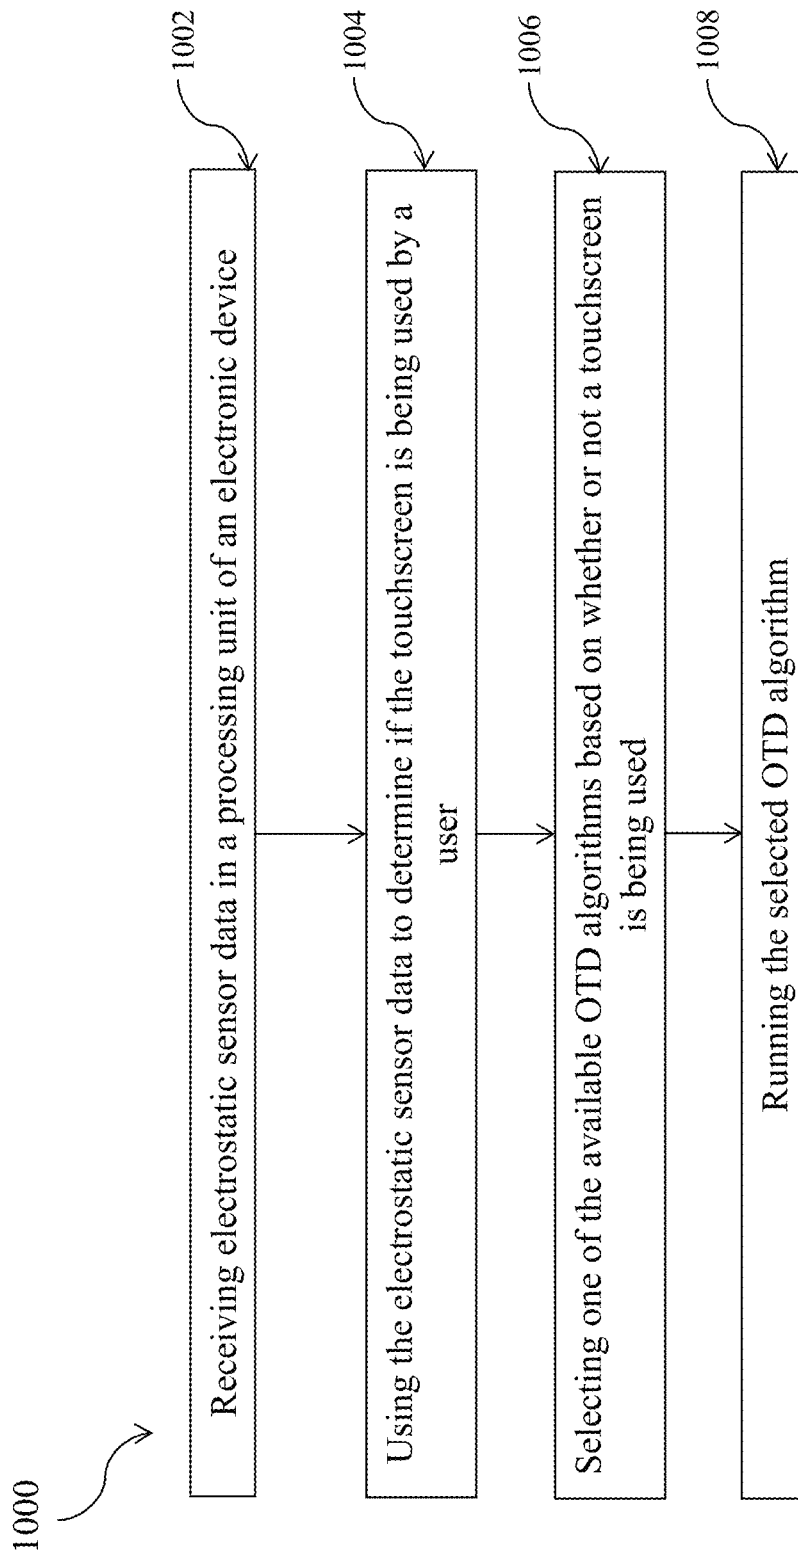 1000
1002
Receiving electrostatic sensor data in a processing unit of an electronic device
1004
Using the electrostatic sensor data to determine if the touchscreen is being used by a
user
1006
Selecting one of the available OTD algorithms based on whether or not a touchscreen
is being used
1008
Running the selected OTD algorithm